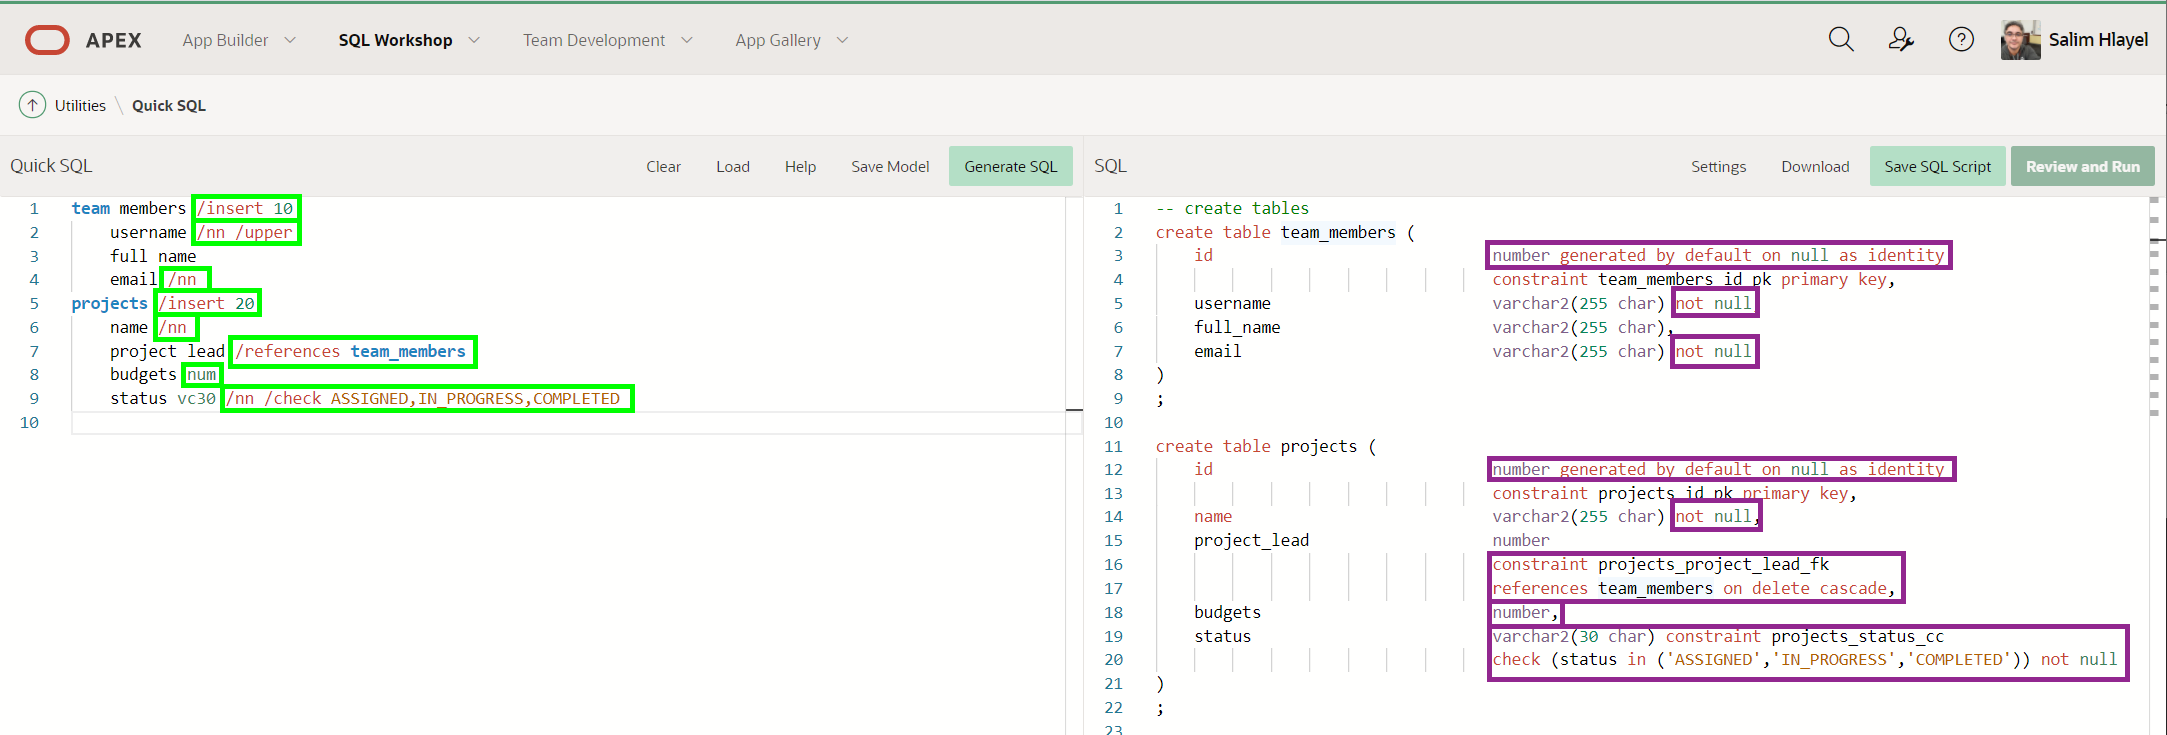 APEX App Builder SQL Workshop Team Development App Gallery Salim Hlayel
Utilities \ Quick SQL
Quick SQL Clear Load Help Save Model Generate SQL
1 team members /insert 10
2 username /nn /upper
3 full name
4 email /nn
5 projects /insert 20
6 name /nn
7 project lead /references team_members
8 budgets num
9 status vc30 /nn /check ASSIGNED,IN_PROGRESS,COMPLETED
10
SQL Settings Download Save SQL Script Review and Run
1 -- create tables
2 create table team_members (
3 id number generated by default on null as identity
4 constraint team_members_id_pk primary key,
5 username varchar2(255 char) not null
6 full_name varchar2(255 char),
7 email varchar2(255 char) not null
8 )
9 ;
10
11 create table projects (
12 id number generated by default on null as identity
13 constraint projects_id_pk primary key,
14 name varchar2(255 char) not null,
15 project_lead number
16 constraint projects_project_lead_fk
17 references team_members on delete cascade,
18 budgets number,
19 status varchar2(30 char) constraint projects_status_cc
20 check (status in ('ASSIGNED','IN_PROGRESS','COMPLETED')) not null
21 )
22 ;
23